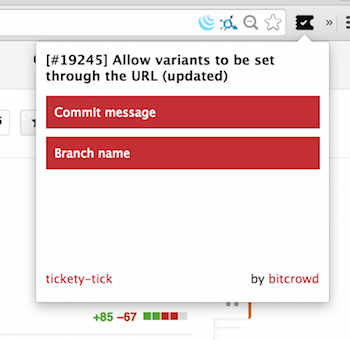 »
[#19245] Allow variants to be set
through the URL (updated)
Commit message
Branch name
tickety-tick by bitcrowd
+85 −67